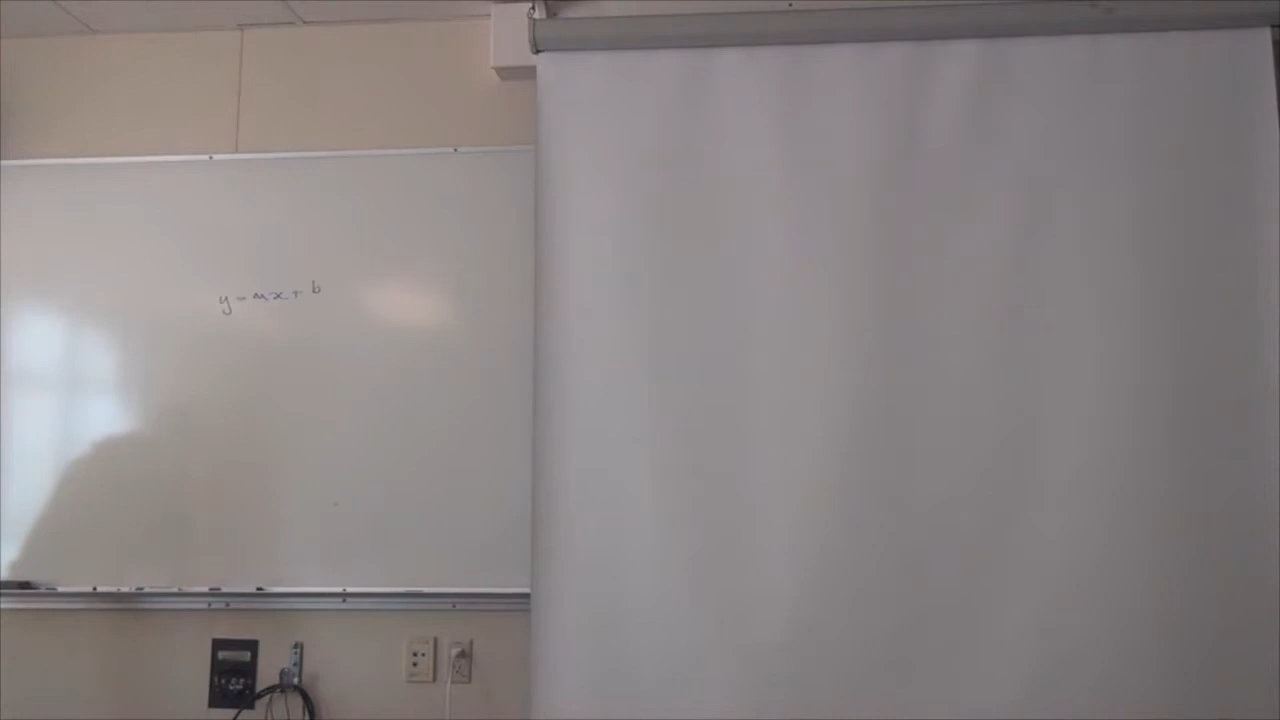 y = mx + b